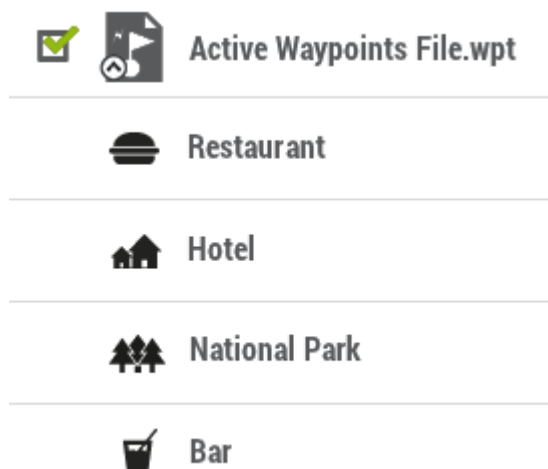 Active Waypoints File.wpt
Restaurant
Hotel
National Park
Bar